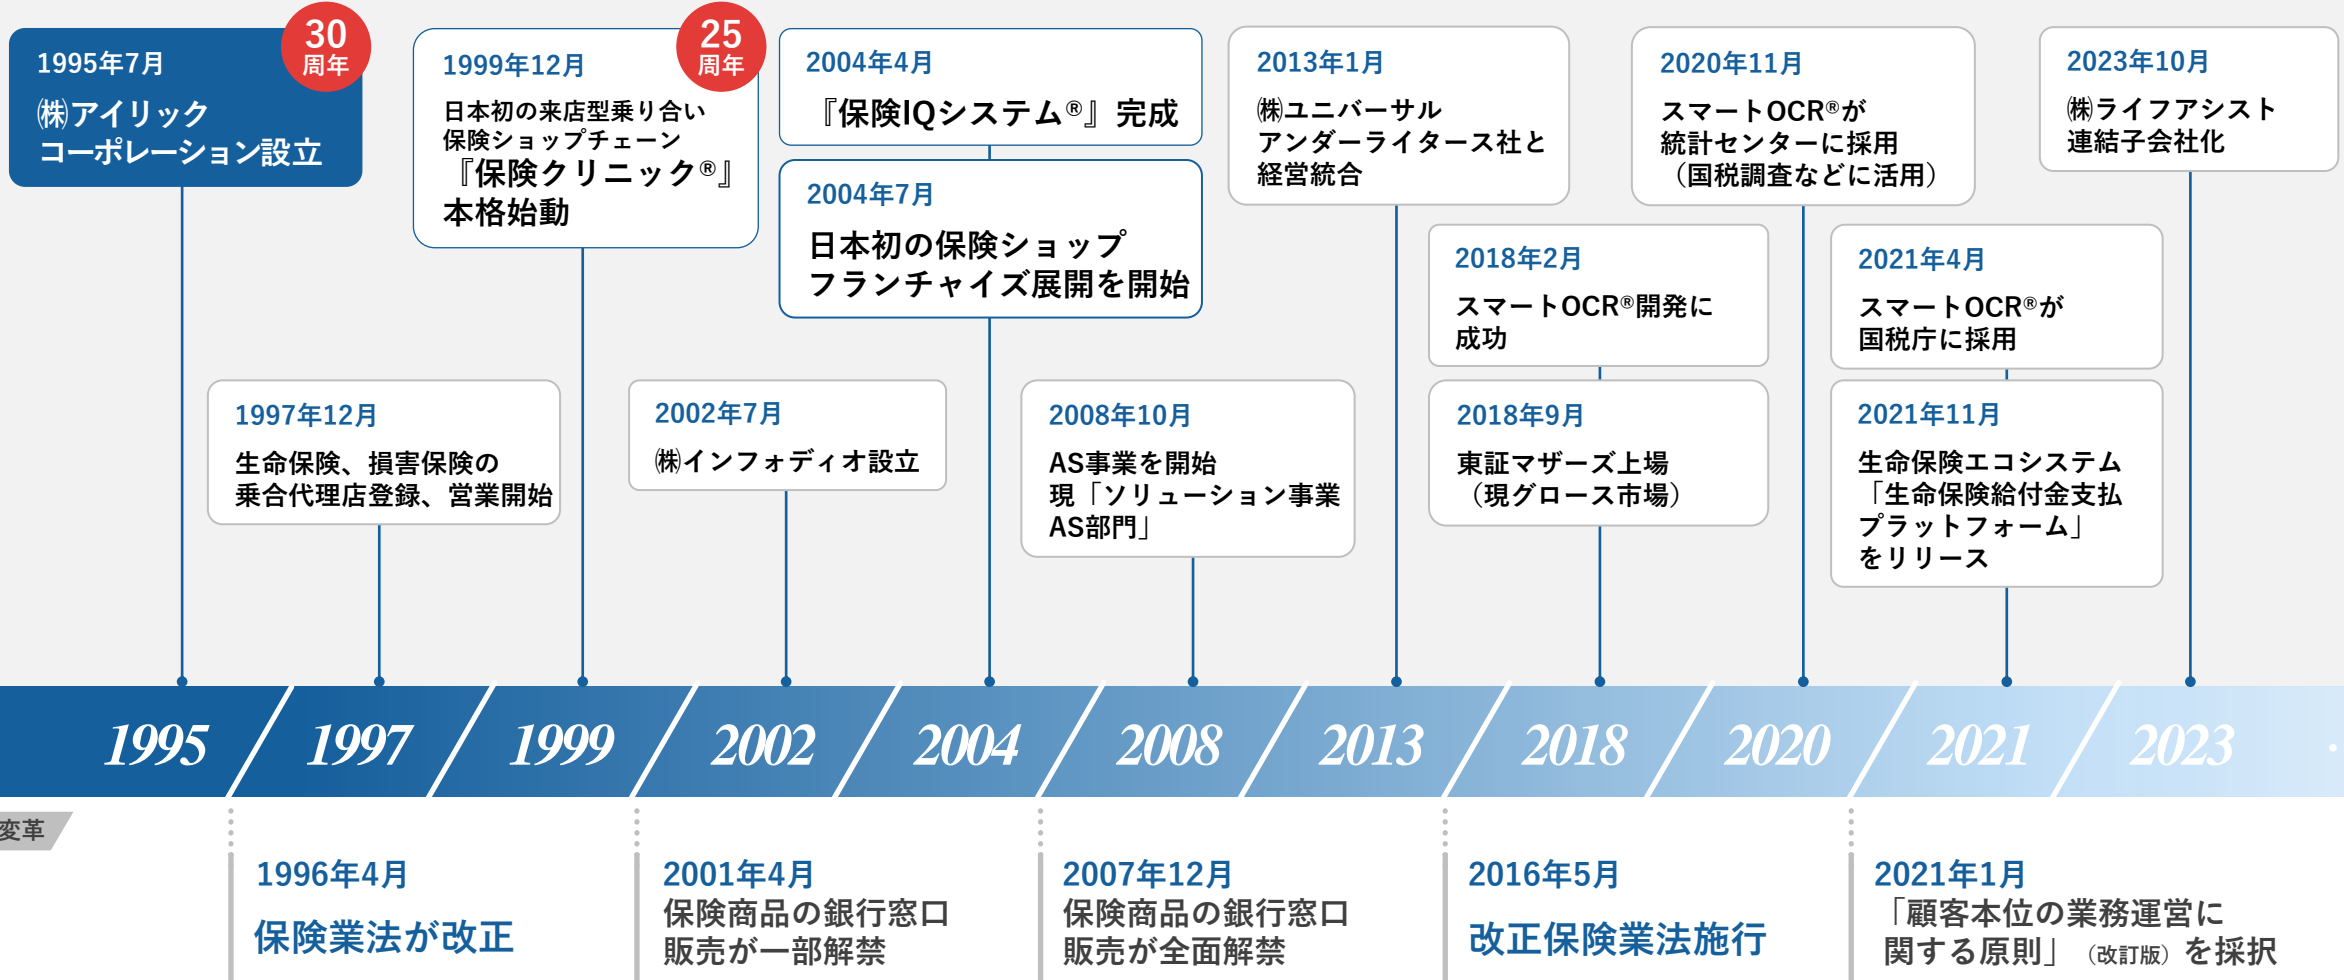 1995年7月
㈱アイリック
コーポレーション設立
30
周年
1999年12月
日本初の来店型乗り合い
保険ショップチェーン
『保険クリニック®』
本格始動
25
周年
2004年4月
『保険IQシステム®』完成
2004年7月
日本初の保険ショップ
フランチャイズ展開を開始
2013年1月
㈱ユニバーサル
アンダーライタース社と
経営統合
2020年11月
スマートOCR®が
統計センターに採用
（国税調査などに活用）
2023年10月
㈱ライフアシスト
連結子会社化
2018年2月
スマートOCR®開発に
成功
2021年4月
スマートOCR®が
国税庁に採用
1997年12月
生命保険、損害保険の
乗合代理店登録、営業開始
2002年7月
㈱インフォディオ設立
2008年10月
AS事業を開始
現「ソリューション事業
AS部門」
2018年9月
東証マザーズ上場
（現グロース市場）
2021年11月
生命保険エコシステム
「生命保険給付金支払
プラットフォーム」
をリリース
1995
1997
1999
2002
2004
2008
2013
2018
2020
2021
2023
変革
1996年4月
保険業法が改正
2001年4月
保険商品の銀行窓口
販売が一部解禁
2007年12月
保険商品の銀行窓口
販売が全面解禁
2016年5月
改正保険業法施行
2021年1月
「顧客本位の業務運営に
関する原則」（改訂版）を採択